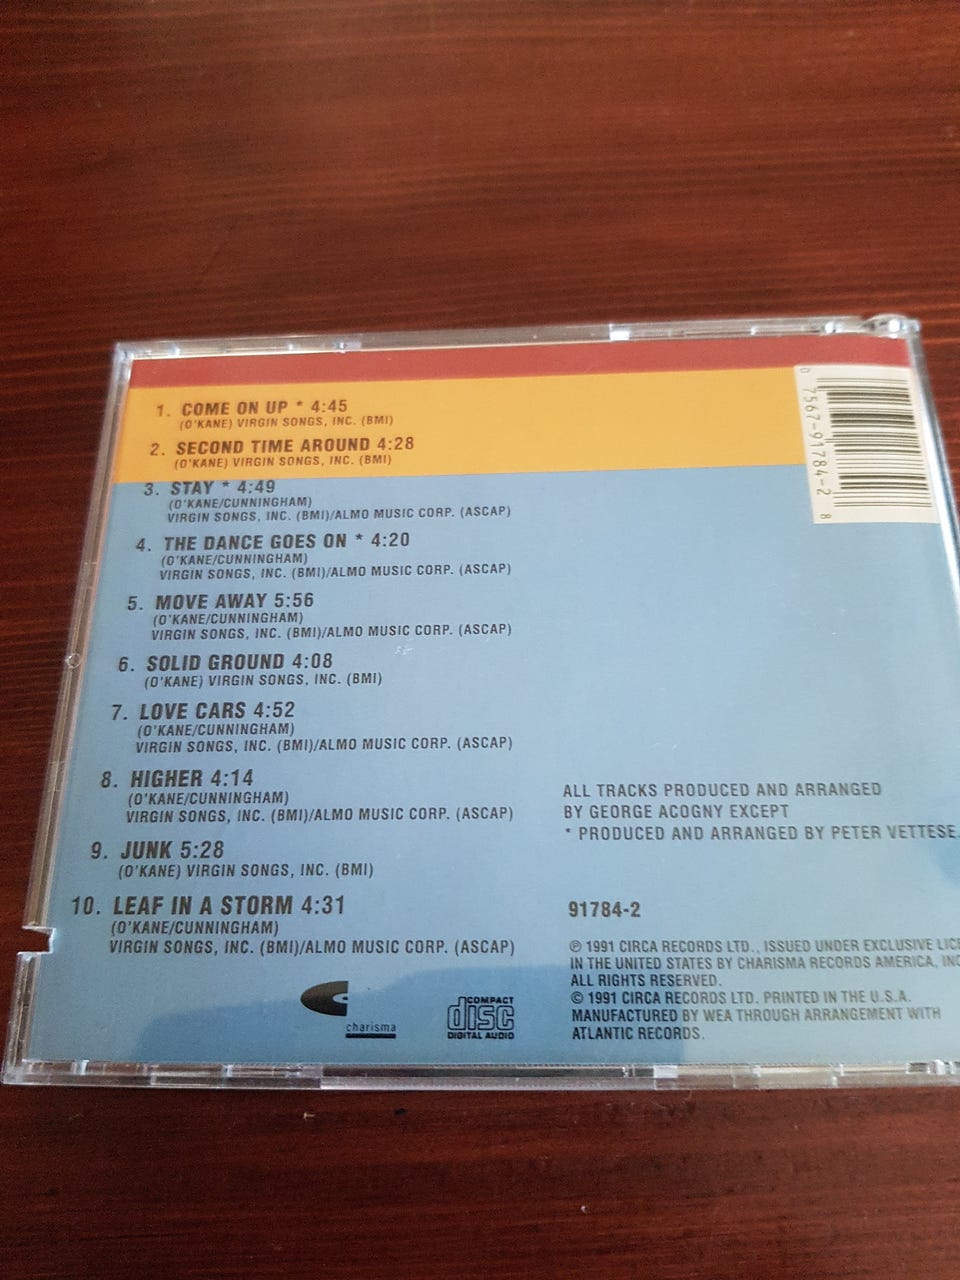 1. COME ON UP * 4:45
(O'KANE) VIRGIN SONGS, INC. (BMI)
2. SECOND TIME AROUND 4:28
(O'KANE) VIRGIN SONGS, INC. (BMI)
3. STAY * 4:49
(O'KANE/CUNNINGHAM)
VIRGIN SONGS, INC. (BMI)/ALMO MUSIC CORP. (ASCAP)
4. THE DANCE GOES ON * 4:20
(O'KANE/CUNNINGHAM)
VIRGIN SONGS, INC. (BMI)/ALMO MUSIC CORP. (ASCAP)
5. MOVE AWAY 5:56
(O'KANE/CUNNINGHAM)
VIRGIN SONGS, INC. (BMI)/ALMO MUSIC CORP. (ASCAP)
6. SOLID GROUND 4:08
(O'KANE) VIRGIN SONGS, INC. (BMI)
7. LOVE CARS 4:52
(O'KANE/CUNNINGHAM)
VIRGIN SONGS, INC. (BMI)/ALMO MUSIC CORP. (ASCAP)
8. HIGHER 4:14
(O'KANE/CUNNINGHAM)
VIRGIN SONGS, INC. (BMI)/ALMO MUSIC CORP. (ASCAP)
9. JUNK 5:28
(O'KANE) VIRGIN SONGS, INC. (BMI)
10. LEAF IN A STORM 4:31
(O'KANE/CUNNINGHAM)
VIRGIN SONGS, INC. (BMI)/ALMO MUSIC CORP. (ASCAP)
charisma
COMPACT
disc
DIGITAL AUDIO
0 7567-91784-2 8
ALL TRACKS PRODUCED AND ARRANGED
BY GEORGE ACOGNY EXCEPT
* PRODUCED AND ARRANGED BY PETER VETTESE.
91784-2
℗ 1991 CIRCA RECORDS LTD., ISSUED UNDER EXCLUSIVE
IN THE UNITED STATES BY CHARISMA RECORDS AMERICA, INC
ALL RIGHTS RESERVED.
© 1991 CIRCA RECORDS LTD. PRINTED IN THE U.S.A.
MANUFACTURED BY WEA THROUGH ARRANGEMENT WITH
ATLANTIC RECORDS.